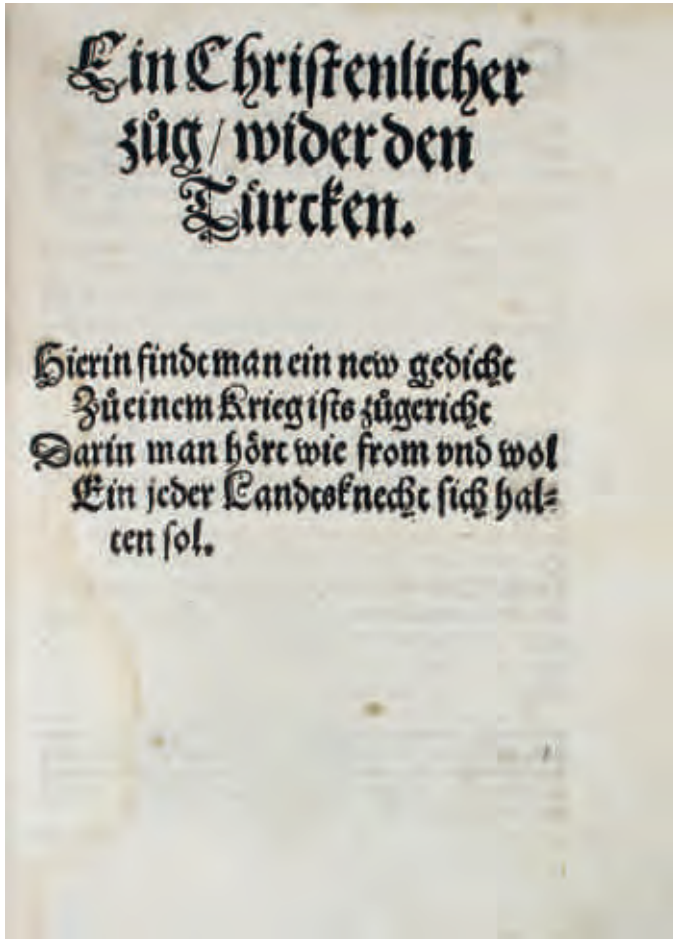 Ein Christenlicher
zůg / wider den
Türcken.
Hierin findt man ein new gedicht
Zů einem Krieg ists zůgericht
Darin man hört wie from vnd wol
Ein jeder Landtsknecht sich hal⸗
ten sol.